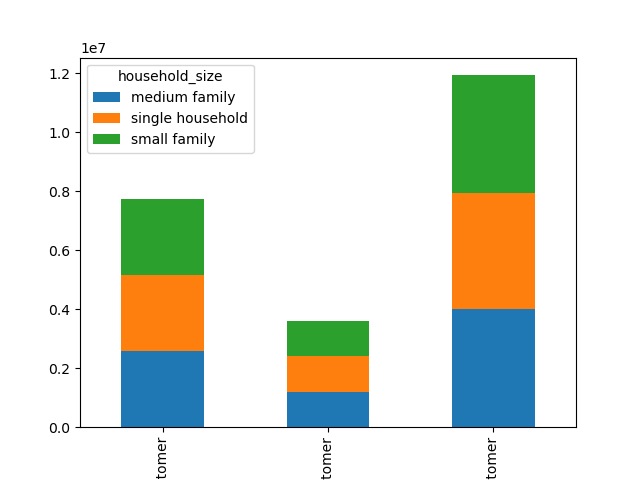 1e7
1.2
1.0
0.8
0.6
0.4
0.2
0.0
household_size
medium family
single household
small family
tomer
tomer
tomer